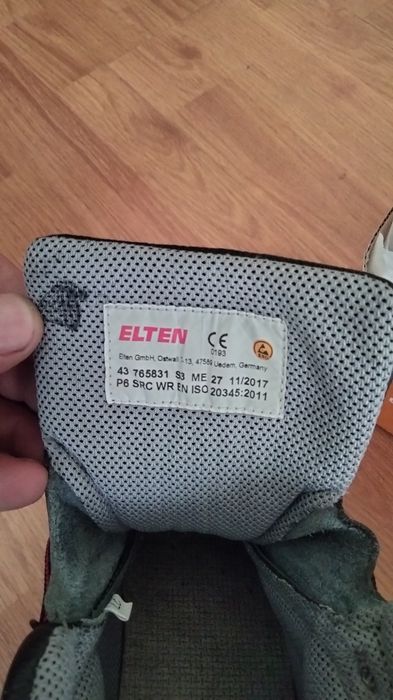 ELTEN CE
0193
Elten GmbH, Ostwall 5-13, 47589 Uedem, Germany
43 765831 S3 ME 27 11/2017
P6 SRC WR EN ISO 20345:2011